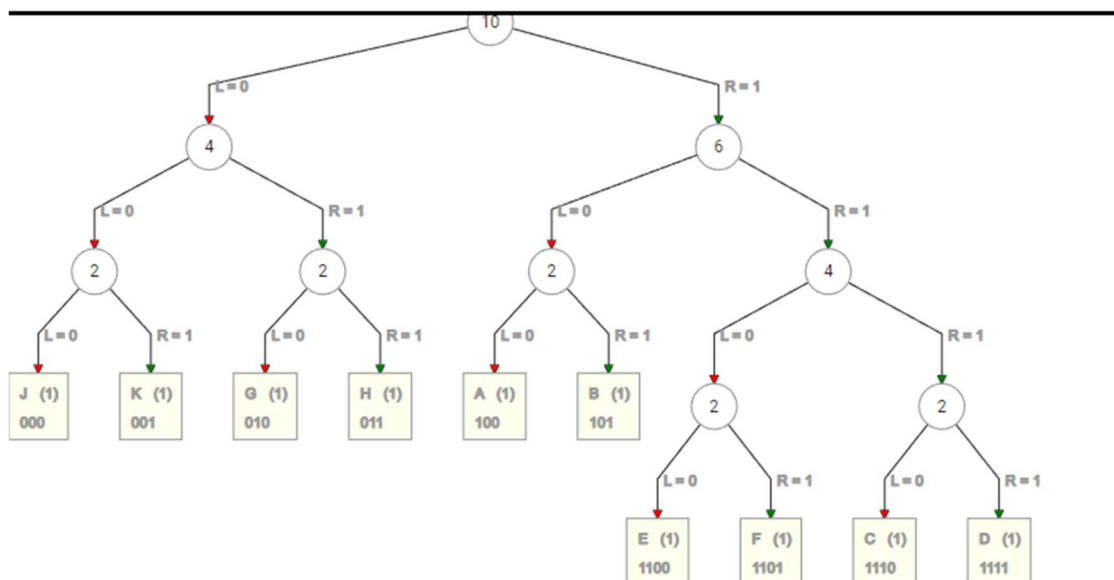 10
L = 0
R = 1
4
6
L = 0
R = 1
L = 0
R = 1
2
2
2
4
L = 0
R = 1
L = 0
R = 1
L = 0
R = 1
L = 0
R = 1
J (1)
000
K (1)
001
G (1)
010
H (1)
011
A (1)
100
B (1)
101
2
2
L = 0
R = 1
L = 0
R = 1
E (1)
1100
F (1)
1101
C (1)
1110
D (1)
1111